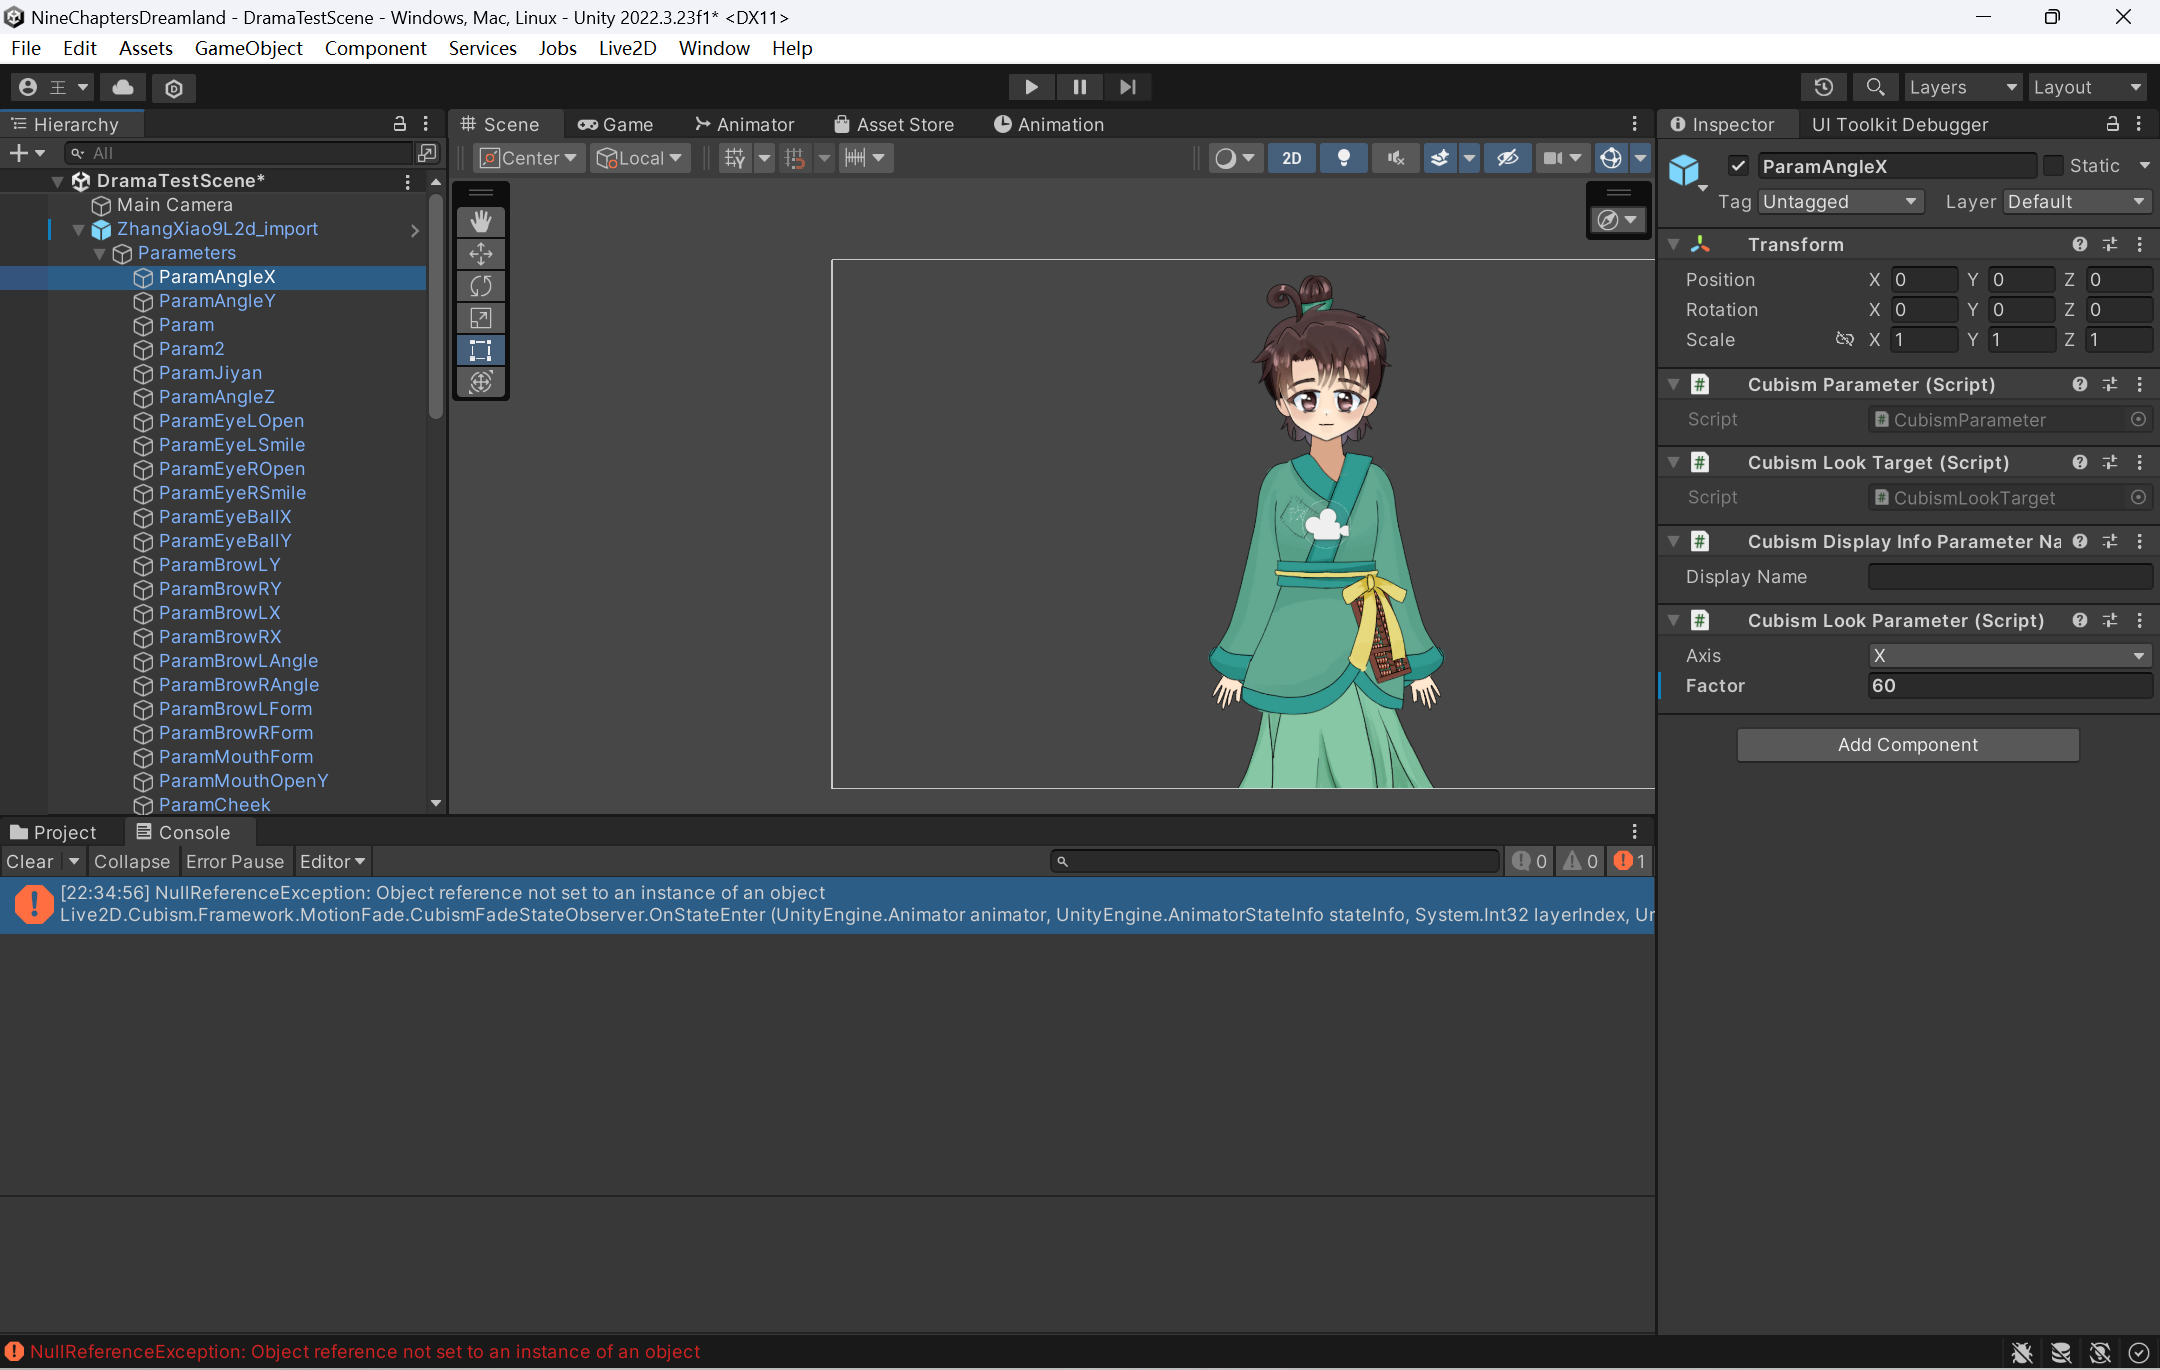 NineChaptersDreamland - DramaTestScene - Windows, Mac, Linux - Unity 2022.3.23f1* <DX11>
File Edit Assets GameObject Component Services Jobs Live2D Window Help
王
Layers
Layout
Hierarchy
All
DramaTestScene*
Main Camera
ZhangXiao9L2d_import
Parameters
ParamAngleX
ParamAngleY
Param
Param2
ParamJiyan
ParamAngleZ
ParamEyeLOpen
ParamEyeLSmile
ParamEyeROpen
ParamEyeRSmile
ParamEyeBallX
ParamEyeBallY
ParamBrowLY
ParamBrowRY
ParamBrowLX
ParamBrowRX
ParamBrowLAngle
ParamBrowRAngle
ParamBrowLForm
ParamBrowRForm
ParamMouthForm
ParamMouthOpenY
ParamCheek
Scene Game Animator Asset Store Animation
Center Local 2D
Inspector UI Toolkit Debugger
ParamAngleX Static
Tag Untagged Layer Default
Transform
Position X 0 Y 0 Z 0
Rotation X 0 Y 0 Z 0
Scale X 1 Y 1 Z 1
Cubism Parameter (Script)
Script CubismParameter
Cubism Look Target (Script)
Script CubismLookTarget
Cubism Display Info Parameter Na
Display Name
Cubism Look Parameter (Script)
Axis X
Factor 60
Add Component
Project Console
Clear Collapse Error Pause Editor 0 0 1
[22:34:56] NullReferenceException: Object reference not set to an instance of an object
Live2D.Cubism.Framework.MotionFade.CubismFadeStateObserver.OnStateEnter (UnityEngine.Animator animator, UnityEngine.AnimatorStateInfo stateInfo, System.Int32 layerIndex, Ur
NullReferenceException: Object reference not set to an instance of an object